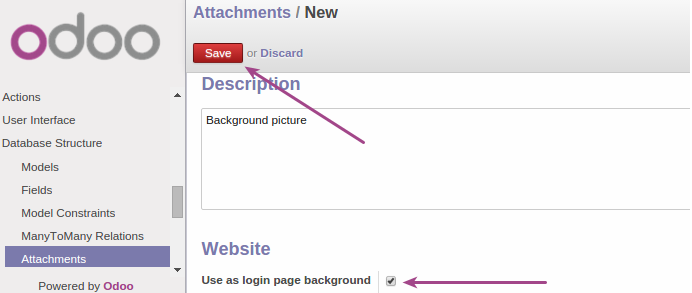 odoo
Actions
User Interface
Database Structure
Models
Fields
Model Constraints
ManyToMany Relations
Attachments
Powered by Odoo
Attachments / New
Save or Discard
Description
Background picture
Website
Use as login page background